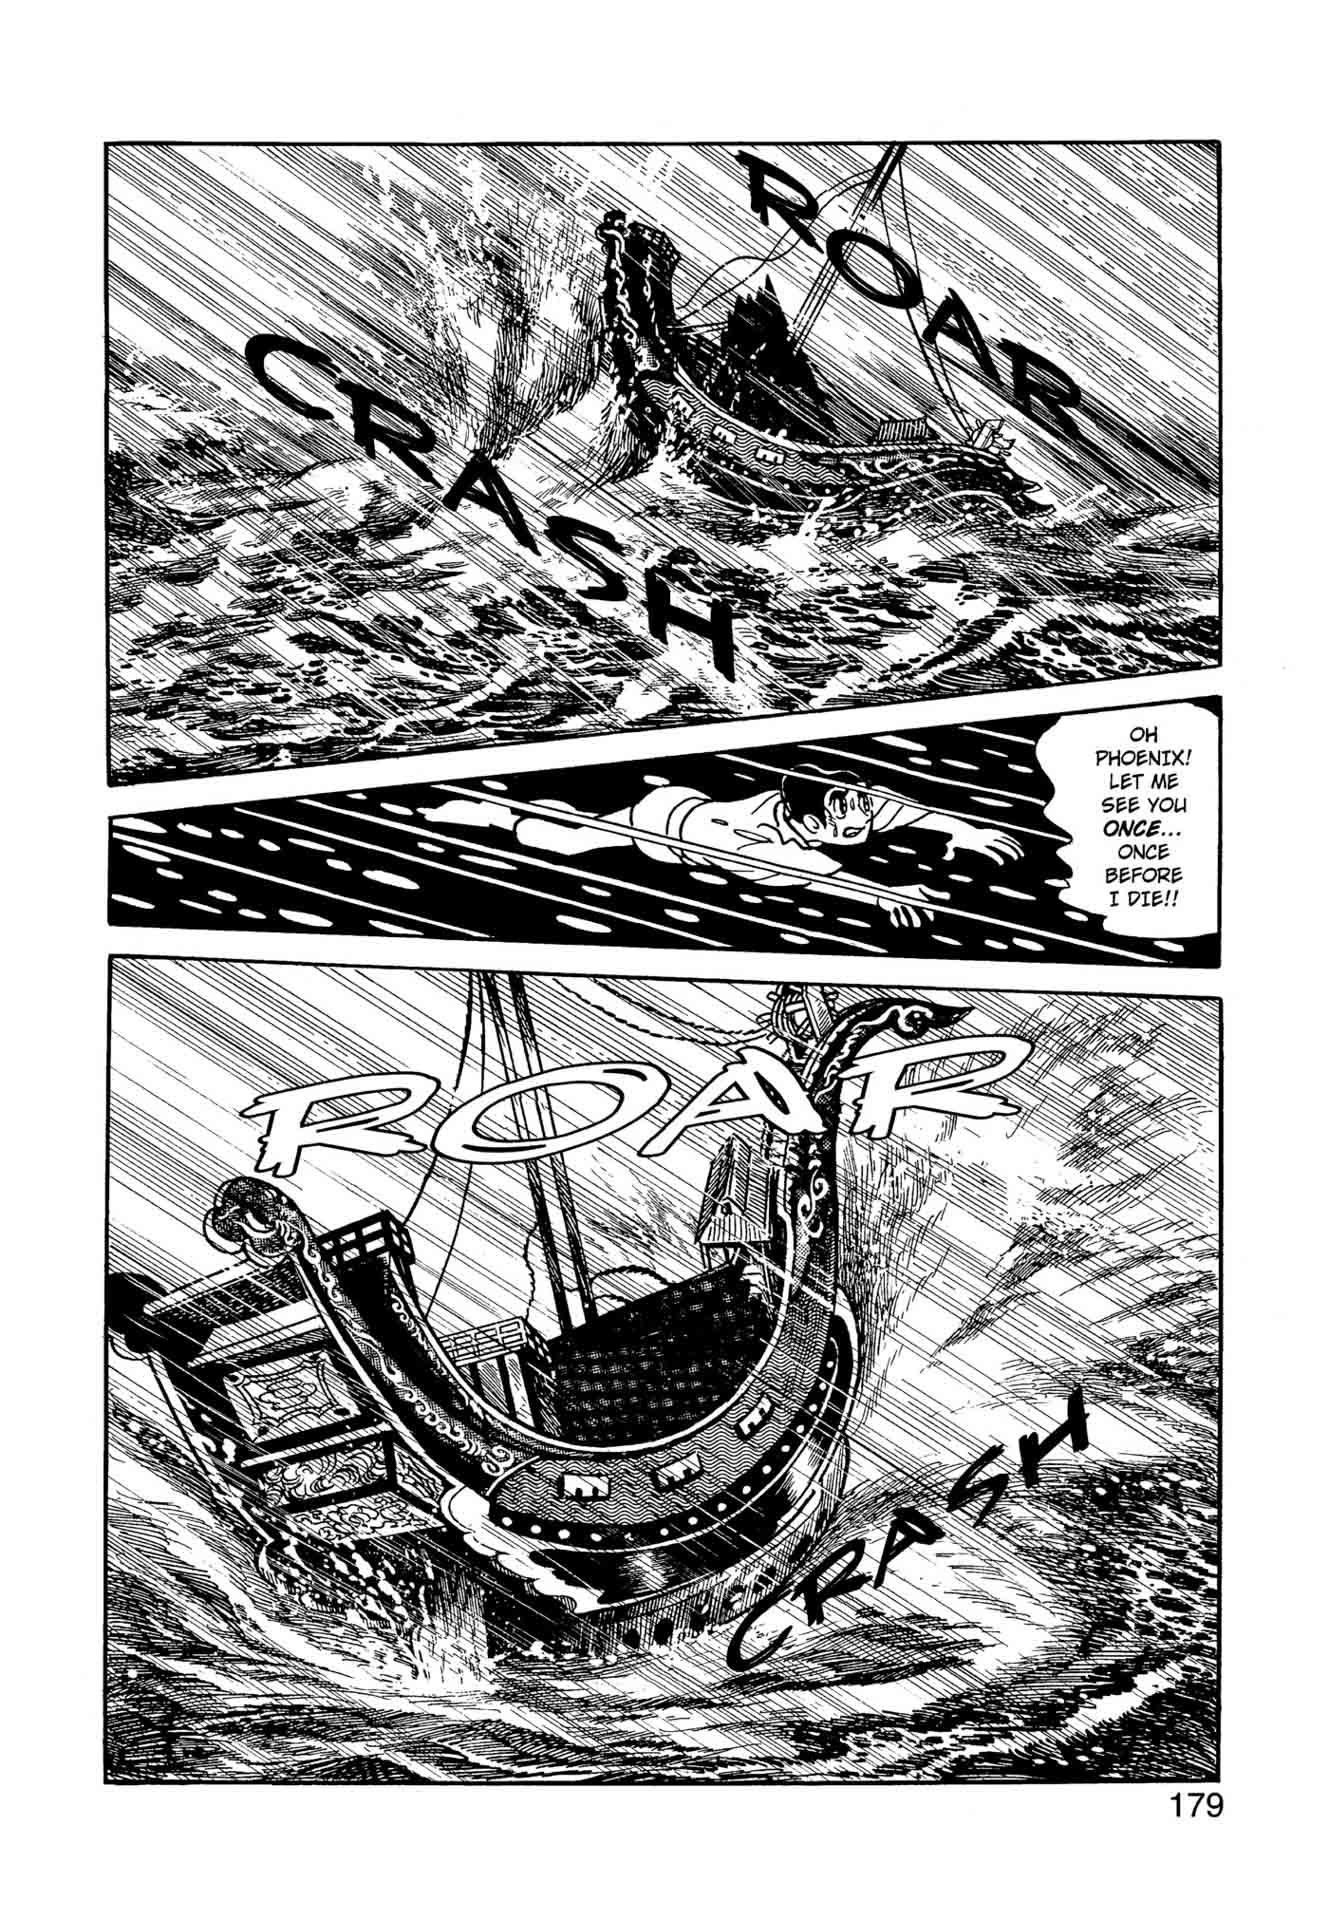 ROAR
CRASH
OH
PHOENIX!
LET ME
SEE YOU
ONCE...
ONCE
BEFORE
I DIE!!
ROAR
CRASH
179